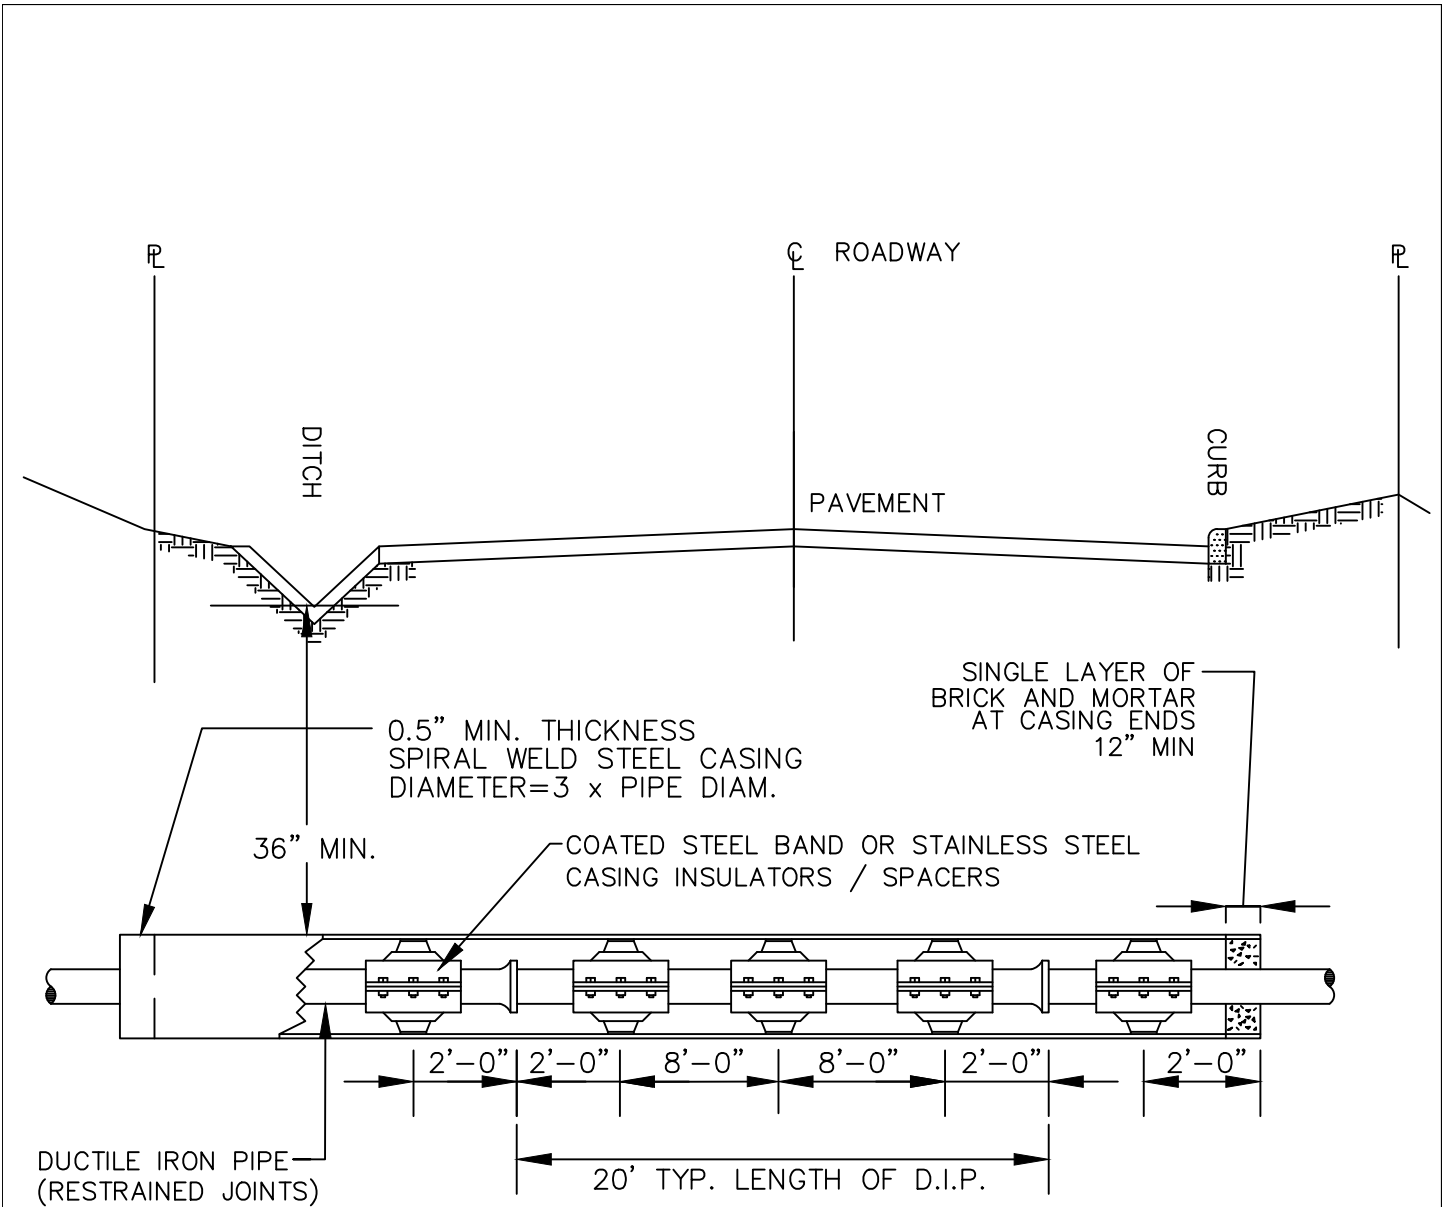 PL
CL ROADWAY
PL
DITCH
CURB
PAVEMENT
SINGLE LAYER OF
BRICK AND MORTAR
AT CASING ENDS
12” MIN
0.5” MIN. THICKNESS
SPIRAL WELD STEEL CASING
DIAMETER=3 x PIPE DIAM.
36” MIN.
COATED STEEL BAND OR STAINLESS STEEL
CASING INSULATORS / SPACERS
2’-0” 2’-0” 8’-0” 8’-0” 2’-0” 2’-0”
DUCTILE IRON PIPE
(RESTRAINED JOINTS)
20’ TYP. LENGTH OF D.I.P.